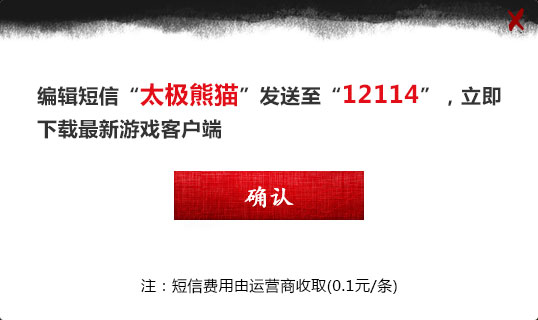 编辑短信“太极熊猫”发送至“12114”，立即
下载最新游戏客户端
确认
注：短信费用由运营商收取(0.1元/条)